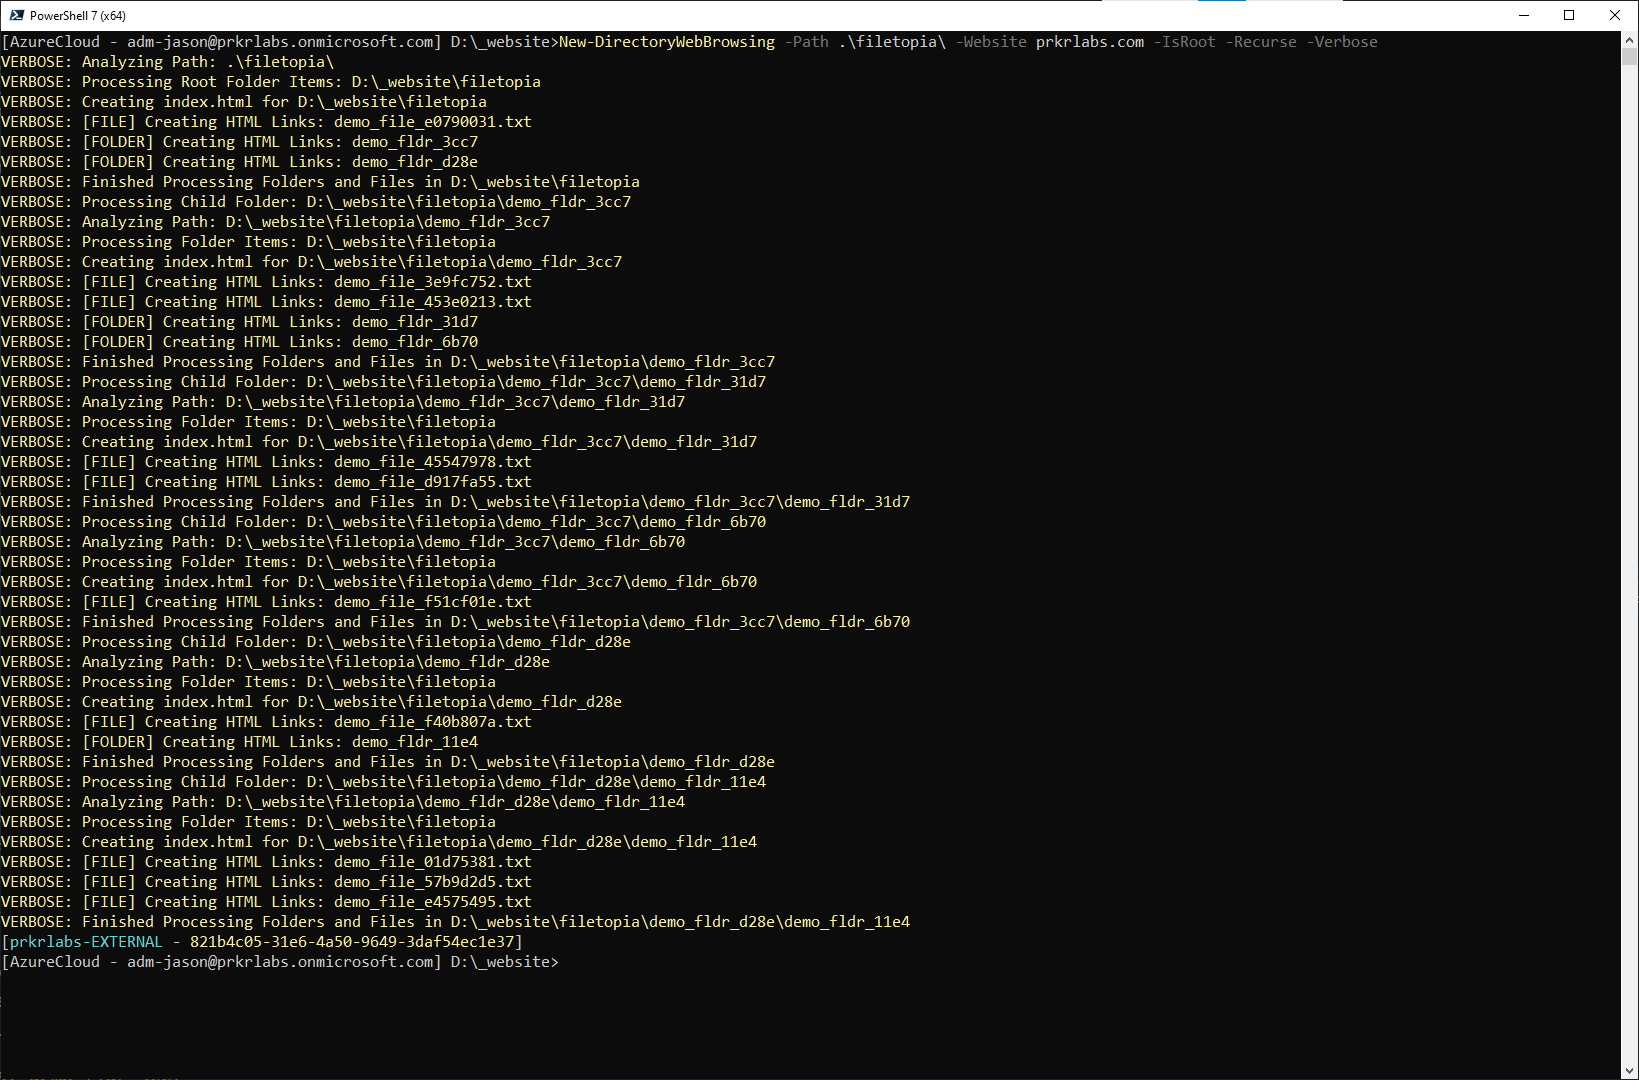 PowerShell 7 (x64)
[AzureCloud - adm-jason@prkrlabs.onmicrosoft.com] D:\_website>New-DirectoryWebBrowsing -Path .\filetopia\ -Website prkrlabs.com -IsRoot -Recurse -Verbose
VERBOSE: Analyzing Path: .\filetopia\
VERBOSE: Processing Root Folder Items: D:\_website\filetopia
VERBOSE: Creating index.html for D:\_website\filetopia
VERBOSE: [FILE] Creating HTML Links: demo_file_e0790031.txt
VERBOSE: [FOLDER] Creating HTML Links: demo_fldr_3cc7
VERBOSE: [FOLDER] Creating HTML Links: demo_fldr_d28e
VERBOSE: Finished Processing Folders and Files in D:\_website\filetopia
VERBOSE: Processing Child Folder: D:\_website\filetopia\demo_fldr_3cc7
VERBOSE: Analyzing Path: D:\_website\filetopia\demo_fldr_3cc7
VERBOSE: Processing Folder Items: D:\_website\filetopia
VERBOSE: Creating index.html for D:\_website\filetopia\demo_fldr_3cc7
VERBOSE: [FILE] Creating HTML Links: demo_file_3e9fc752.txt
VERBOSE: [FILE] Creating HTML Links: demo_file_453e0213.txt
VERBOSE: [FOLDER] Creating HTML Links: demo_fldr_31d7
VERBOSE: [FOLDER] Creating HTML Links: demo_fldr_6b70
VERBOSE: Finished Processing Folders and Files in D:\_website\filetopia\demo_fldr_3cc7
VERBOSE: Processing Child Folder: D:\_website\filetopia\demo_fldr_3cc7\demo_fldr_31d7
VERBOSE: Analyzing Path: D:\_website\filetopia\demo_fldr_3cc7\demo_fldr_31d7
VERBOSE: Processing Folder Items: D:\_website\filetopia
VERBOSE: Creating index.html for D:\_website\filetopia\demo_fldr_3cc7\demo_fldr_31d7
VERBOSE: [FILE] Creating HTML Links: demo_file_45547978.txt
VERBOSE: [FILE] Creating HTML Links: demo_file_d917fa55.txt
VERBOSE: Finished Processing Folders and Files in D:\_website\filetopia\demo_fldr_3cc7\demo_fldr_31d7
VERBOSE: Processing Child Folder: D:\_website\filetopia\demo_fldr_3cc7\demo_fldr_6b70
VERBOSE: Analyzing Path: D:\_website\filetopia\demo_fldr_3cc7\demo_fldr_6b70
VERBOSE: Processing Folder Items: D:\_website\filetopia
VERBOSE: Creating index.html for D:\_website\filetopia\demo_fldr_3cc7\demo_fldr_6b70
VERBOSE: [FILE] Creating HTML Links: demo_file_f51cf01e.txt
VERBOSE: Finished Processing Folders and Files in D:\_website\filetopia\demo_fldr_3cc7\demo_fldr_6b70
VERBOSE: Processing Child Folder: D:\_website\filetopia\demo_fldr_d28e
VERBOSE: Analyzing Path: D:\_website\filetopia\demo_fldr_d28e
VERBOSE: Processing Folder Items: D:\_website\filetopia
VERBOSE: Creating index.html for D:\_website\filetopia\demo_fldr_d28e
VERBOSE: [FILE] Creating HTML Links: demo_file_f40b807a.txt
VERBOSE: [FOLDER] Creating HTML Links: demo_fldr_11e4
VERBOSE: Finished Processing Folders and Files in D:\_website\filetopia\demo_fldr_d28e
VERBOSE: Processing Child Folder: D:\_website\filetopia\demo_fldr_d28e\demo_fldr_11e4
VERBOSE: Analyzing Path: D:\_website\filetopia\demo_fldr_d28e\demo_fldr_11e4
VERBOSE: Processing Folder Items: D:\_website\filetopia
VERBOSE: Creating index.html for D:\_website\filetopia\demo_fldr_d28e\demo_fldr_11e4
VERBOSE: [FILE] Creating HTML Links: demo_file_01d75381.txt
VERBOSE: [FILE] Creating HTML Links: demo_file_57b9d2d5.txt
VERBOSE: [FILE] Creating HTML Links: demo_file_e4575495.txt
VERBOSE: Finished Processing Folders and Files in D:\_website\filetopia\demo_fldr_d28e\demo_fldr_11e4
[prkrlabs-EXTERNAL - 821b4c05-31e6-4a50-9649-3daf54ec1e37]
[AzureCloud - adm-jason@prkrlabs.onmicrosoft.com] D:\_website>